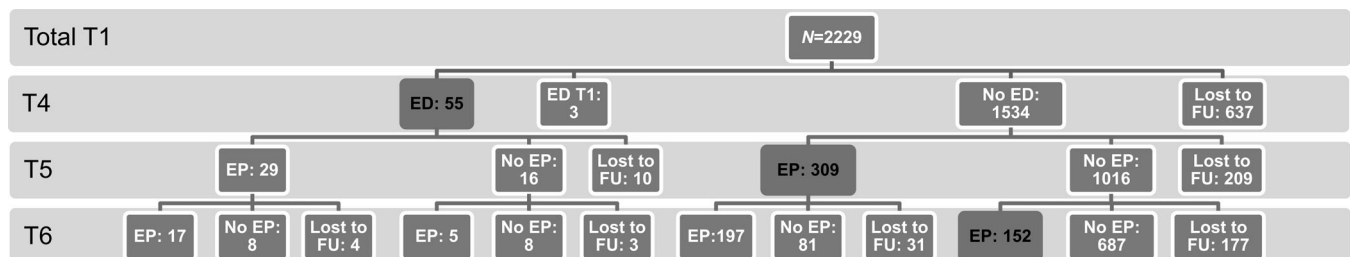 Total T1
N=2229
T4
ED: 55
ED T1:
3
No ED:
1534
Lost to
FU: 637
T5
EP: 29
No EP:
16
Lost to
FU: 10
EP: 309
No EP:
1016
Lost to
FU: 209
T6
EP: 17
No EP:
8
Lost to
FU: 4
EP: 5
No EP:
8
Lost to
FU: 3
EP:197
No EP:
81
Lost to
FU: 31
EP: 152
No EP:
687
Lost to
FU: 177